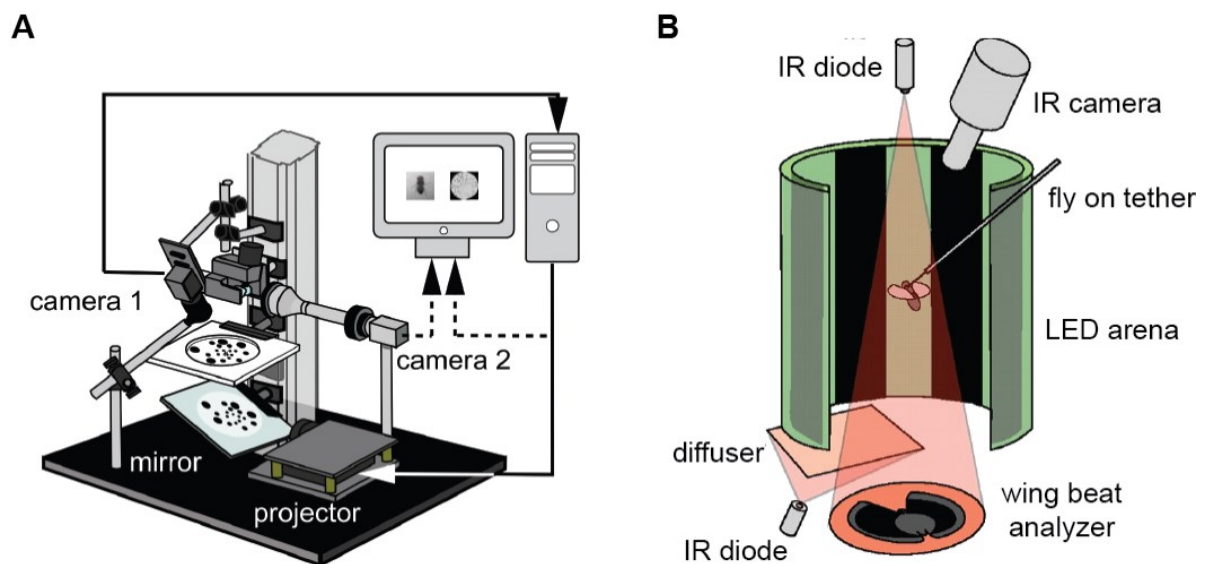 A
camera 1
camera 2
mirror
projector
B
IR diode
IR camera
fly on tether
LED arena
diffuser
wing beat
analyzer
IR diode